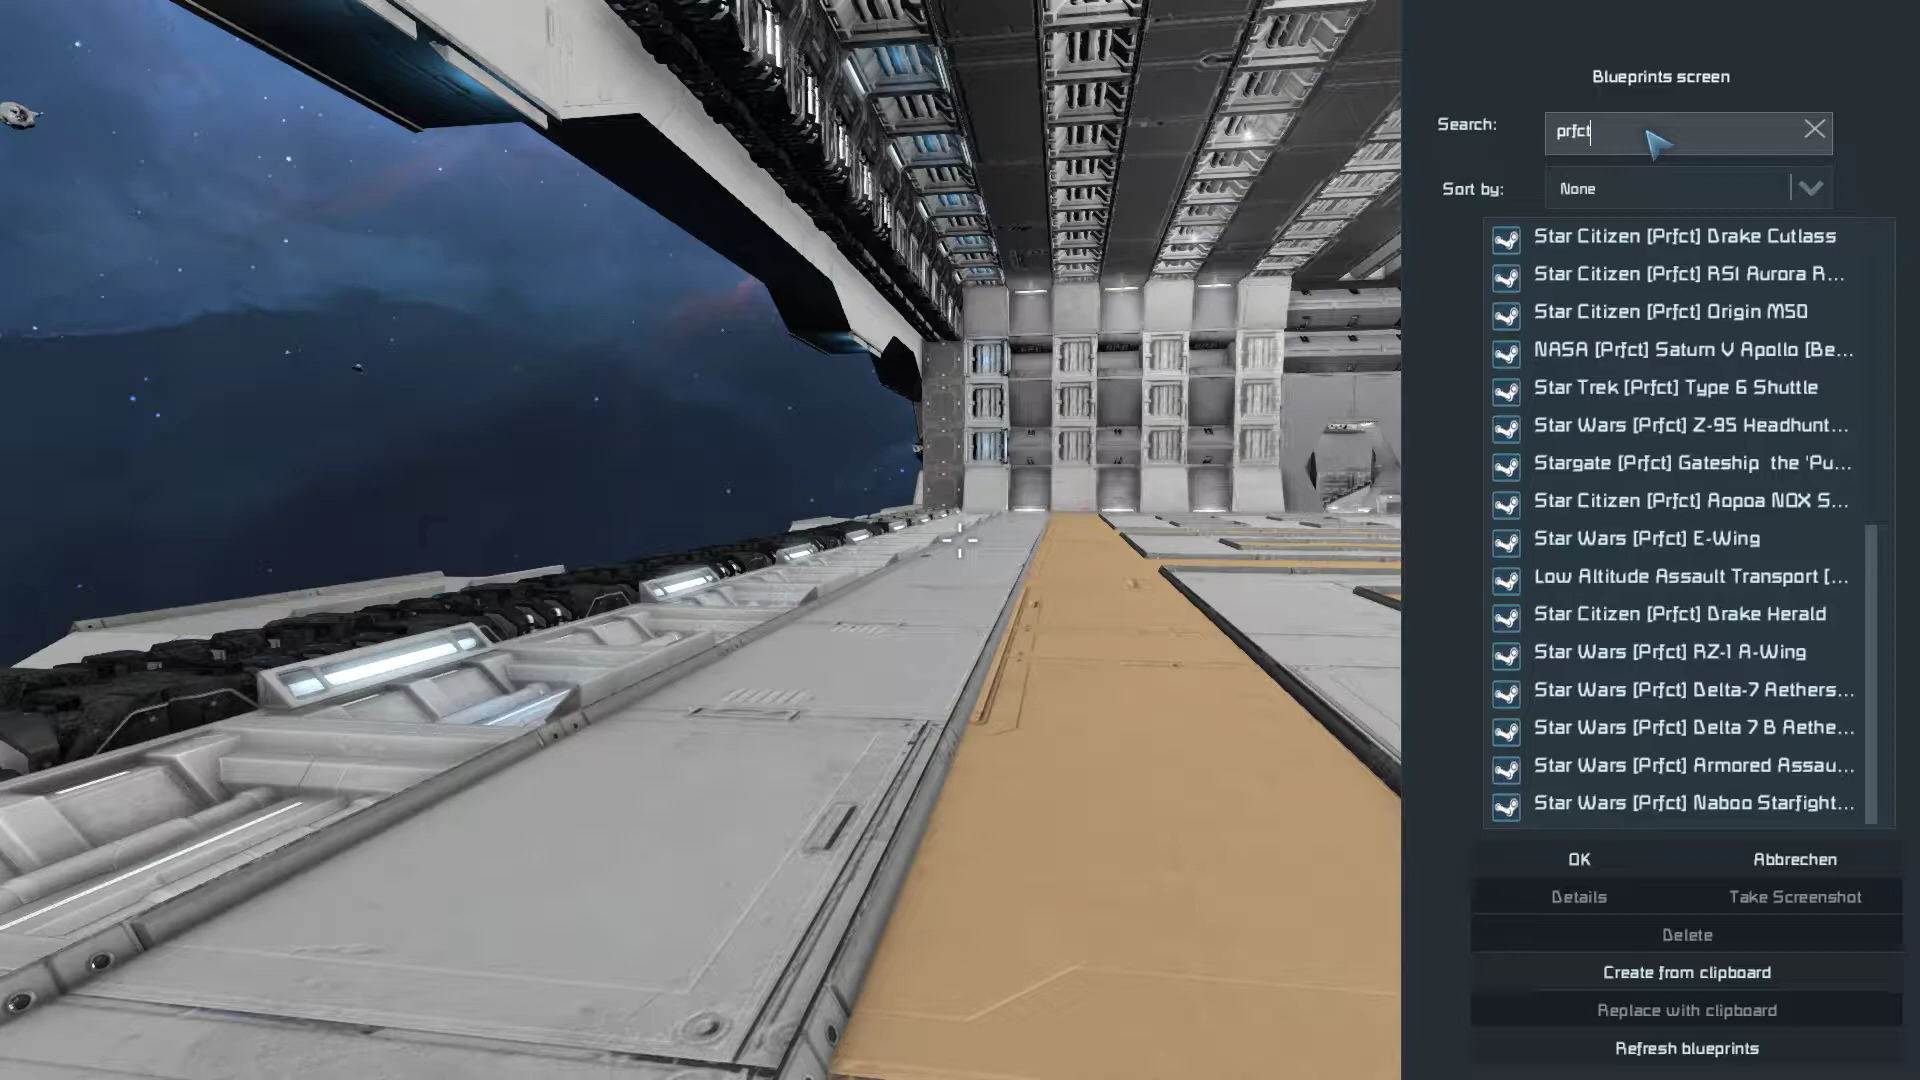 Blueprints screen
Search:
prfct
Sort by:
None
Star Citizen [Prfct] Drake Cutlass
Star Citizen [Prfct] RSI Aurora R...
Star Citizen [Prfct] Origin M50
NASA [Prfct] Saturn V Apollo [Be...
Star Trek [Prfct] Type 6 Shuttle
Star Wars [Prfct] Z-95 Headhunt...
Stargate [Prfct] Gateship the 'Pu...
Star Citizen [Prfct] Aopoa NOX S...
Star Wars [Prfct] E-Wing
Low Altitude Assault Transport [...
Star Citizen [Prfct] Drake Herald
Star Wars [Prfct] RZ-1 A-Wing
Star Wars [Prfct] Delta-7 Aethers...
Star Wars [Prfct] Delta 7 B Aethe...
Star Wars [Prfct] Armored Assau...
Star Wars [Prfct] Naboo Starfight...
OK
Abbrechen
Details
Take Screenshot
Delete
Create from clipboard
Replace with clipboard
Refresh blueprints